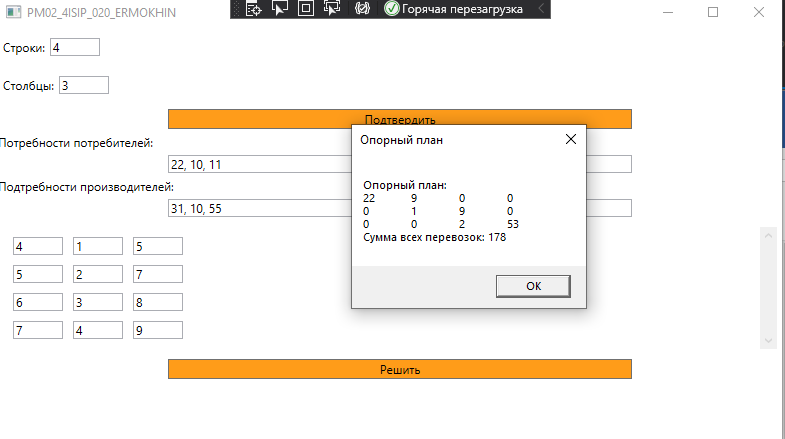 PM02_4ISIP_020_ERMOKHIN
Горячая перезагрузка
Строки: 4
Столбцы: 3
Подтвердить
Потребности потребителей:
22, 10, 11
Подтребности производителей:
31, 10, 55
4 1 5
5 2 7
6 3 8
7 4 9
Решить
Опорный план
Опорный план:
22 9 0 0
0 1 9 0
0 0 2 53
Сумма всех перевозок: 178
OK